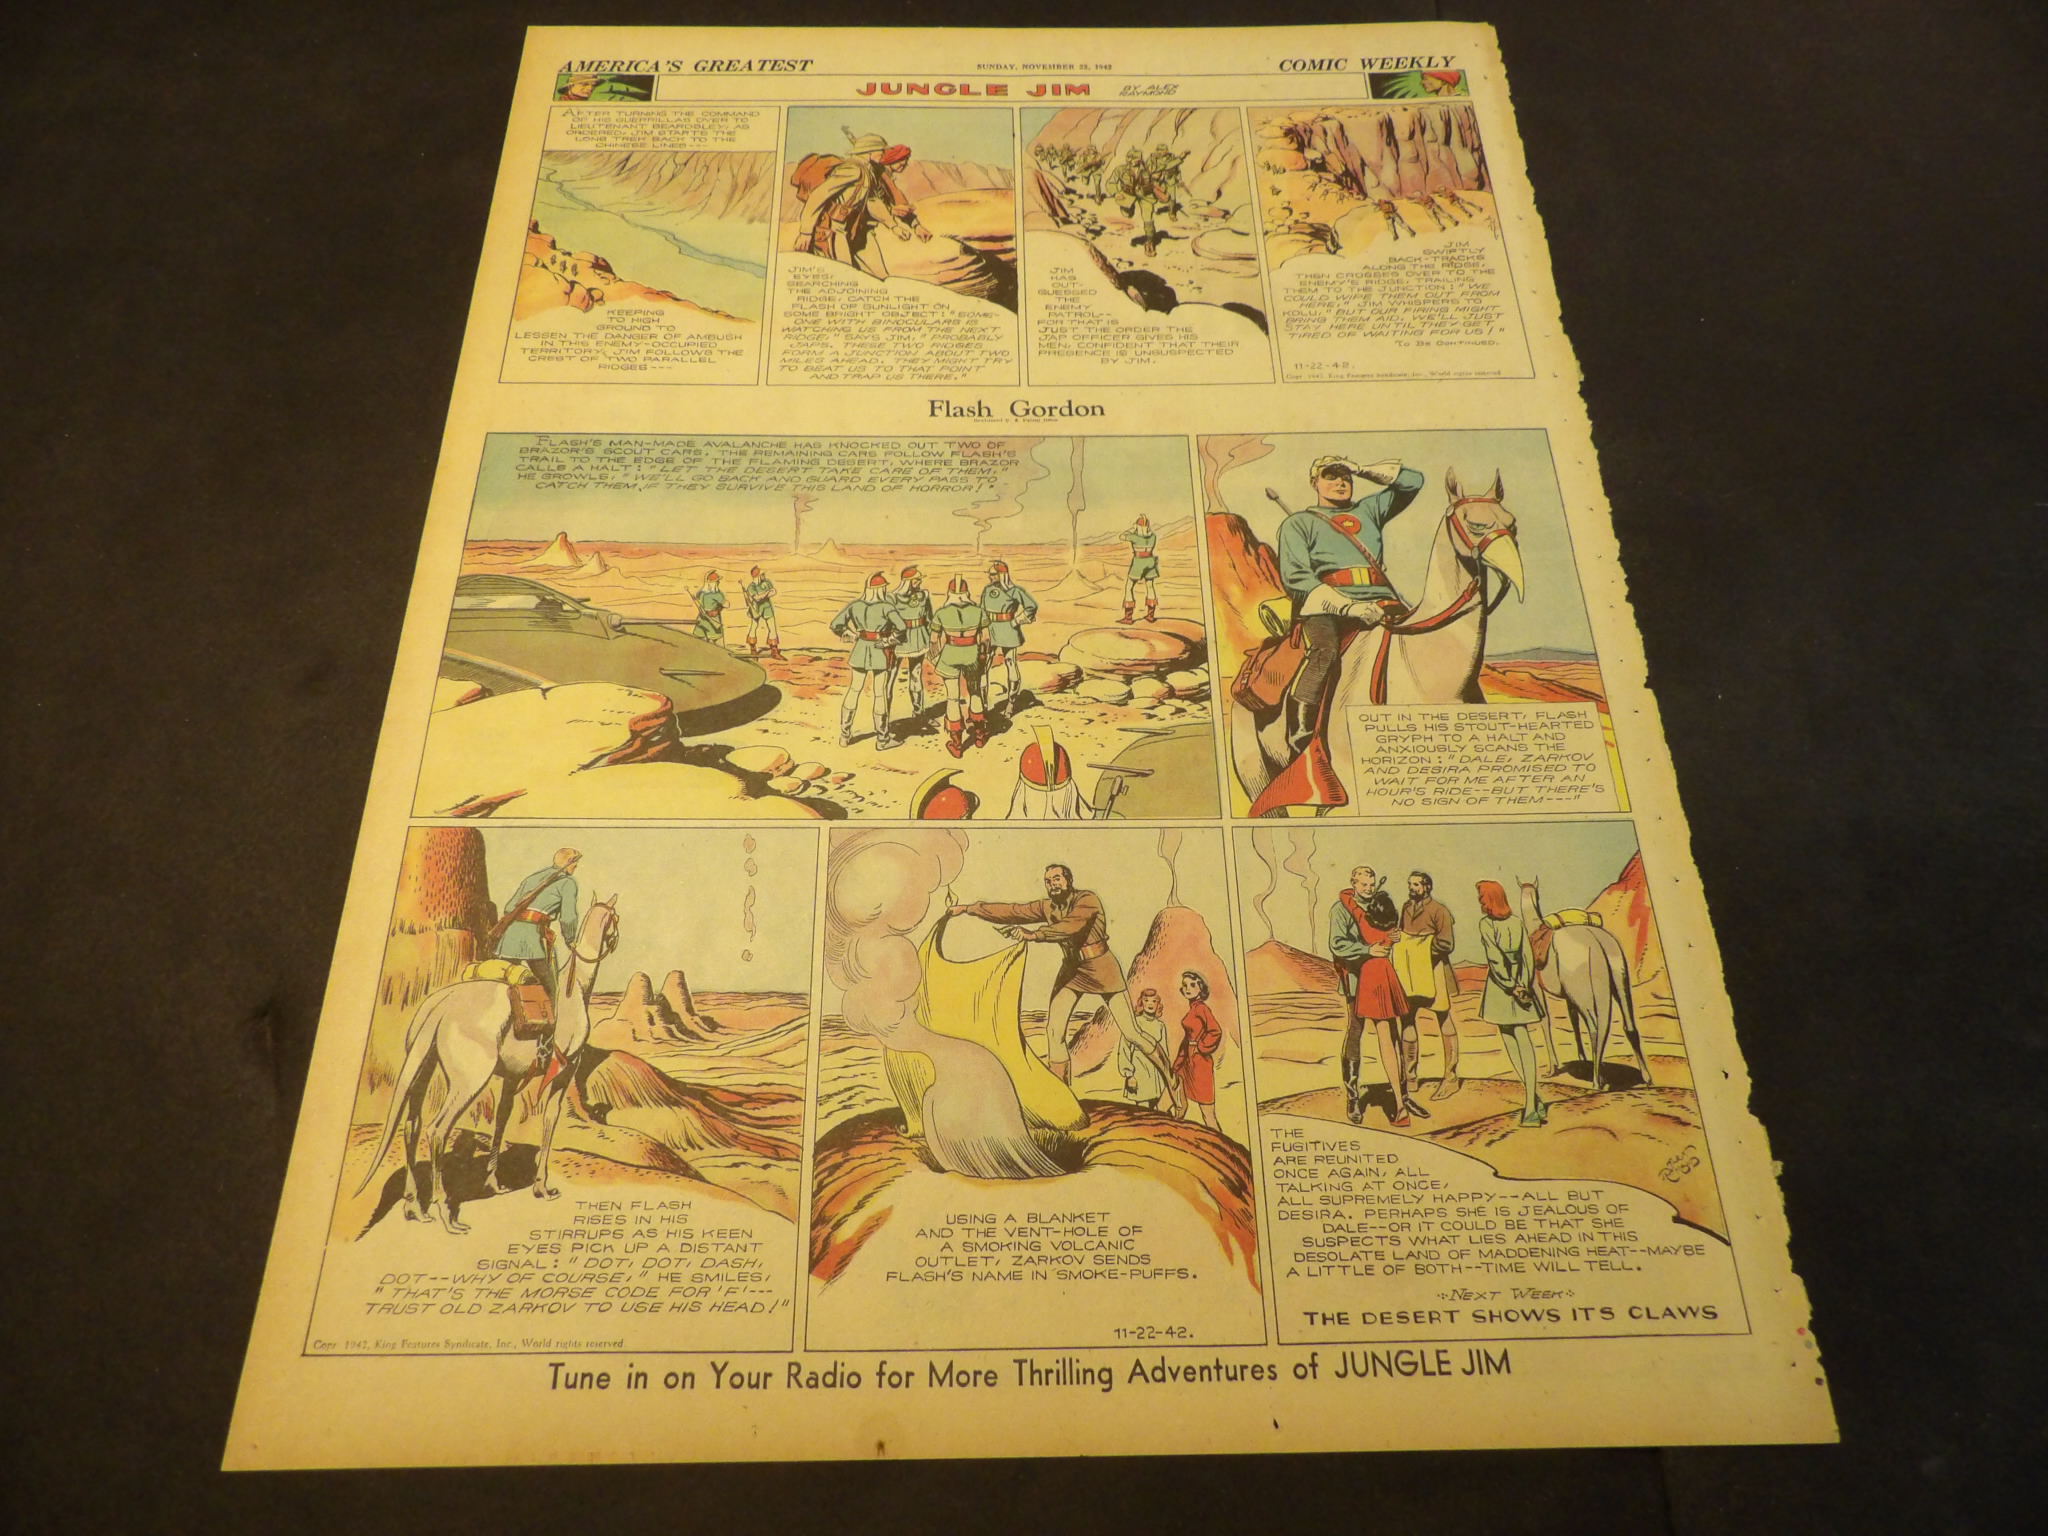 AMERICA'S GREATEST
SUNDAY, NOVEMBER 22, 1942
COMIC WEEKLY
JUNGLE JIM
BY ALEX
RAYMOND
AFTER TURNING THE COMMAND
OF HIS GUERRILLAS OVER TO
LIEUTENANT BEARDSLEY, AS
ORDERED, JIM STARTS THE
LONG TREK BACK TO THE
CHINESE LINES---
KEEPING
TO HIGH
GROUND TO
LESSEN THE DANGER OF AMBUSH
IN THIS ENEMY-OCCUPIED
TERRITORY, JIM FOLLOWS THE
CREST OF TWO PARALLEL
RIDGES---
JIM'S
EYES,
SEARCHING
THE ADJOINING
RIDGE, CATCH THE
FLASH OF SUNLIGHT ON
SOME BRIGHT OBJECT: "SOME-
ONE WITH BINOCULARS IS
WATCHING US FROM THE NEXT
RIDGE," SAYS JIM, "PROBABLY
JAPS. THESE TWO RIDGES
FORM A JUNCTION ABOUT TWO
MILES AHEAD. THEY MIGHT TRY
TO BEAT US TO THAT POINT
AND TRAP US THERE."
JIM
HAS
OUT-
GUESSED
THE
ENEMY
PATROL--
FOR THAT IS
JUST THE ORDER THE
JAP OFFICER GIVES HIS
MEN, CONFIDENT THAT THEIR
PRESENCE IS UNSUSPECTED
BY JIM.
JIM
SWIFTLY
BACK-TRACKS
ALONG THE RIDGE,
THEN CROSSES OVER TO THE
ENEMY'S RIDGE, TRAILING
THEM TO THE JUNCTION: "WE
COULD WIPE THEM OUT FROM
HERE," JIM WHISPERS TO
KOLU, "BUT OUR FIRING MIGHT
BRING THEM AID. WE'LL JUST
STAY HERE UNTIL THEY GET
TIRED OF WAITING FOR US!"
TO BE CONTINUED.
11-22-42.
Copr. 1942, King Features Syndicate, Inc., World rights reserved
Flash Gordon
FLASH'S MAN-MADE AVALANCHE HAS KNOCKED OUT TWO OF
BRAZOR'S SCOUT CARS. THE REMAINING CARS FOLLOW FLASH'S
TRAIL TO THE EDGE OF THE FLAMING DESERT, WHERE BRAZOR
CALLS A HALT: "LET THE DESERT TAKE CARE OF THEM,"
HE GROWLS, "WE'LL GO BACK AND GUARD EVERY PASS TO
CATCH THEM, IF THEY SURVIVE THIS LAND OF HORROR!"
OUT IN THE DESERT, FLASH
PULLS HIS STOUT-HEARTED
GRYPH TO A HALT AND
ANXIOUSLY SCANS THE
HORIZON: "DALE, ZARKOV
AND DESIRA PROMISED TO
WAIT FOR ME AFTER AN
HOUR'S RIDE--BUT THERE'S
NO SIGN OF THEM---"
THEN FLASH
RISES IN HIS
STIRRUPS AS HIS KEEN
EYES PICK UP A DISTANT
SIGNAL: "DOT, DOT, DASH,
DOT--WHY OF COURSE," HE SMILES,
"THAT'S THE MORSE CODE FOR 'F'---
TRUST OLD ZARKOV TO USE HIS HEAD!"
Copr. 1942, King Features Syndicate, Inc., World rights reserved
USING A BLANKET
AND THE VENT-HOLE OF
A SMOKING VOLCANIC
OUTLET, ZARKOV SENDS
FLASH'S NAME IN SMOKE-PUFFS.
11-22-42.
THE
FUGITIVES
ARE REUNITED
ONCE AGAIN, ALL
TALKING AT ONCE,
ALL SUPREMELY HAPPY--ALL BUT
DESIRA. PERHAPS SHE IS JEALOUS OF
DALE--OR IT COULD BE THAT SHE
SUSPECTS WHAT LIES AHEAD IN THIS
DESOLATE LAND OF MADDENING HEAT--MAYBE
A LITTLE OF BOTH--TIME WILL TELL.
NEXT WEEK:
THE DESERT SHOWS ITS CLAWS
Tune in on Your Radio for More Thrilling Adventures of JUNGLE JIM